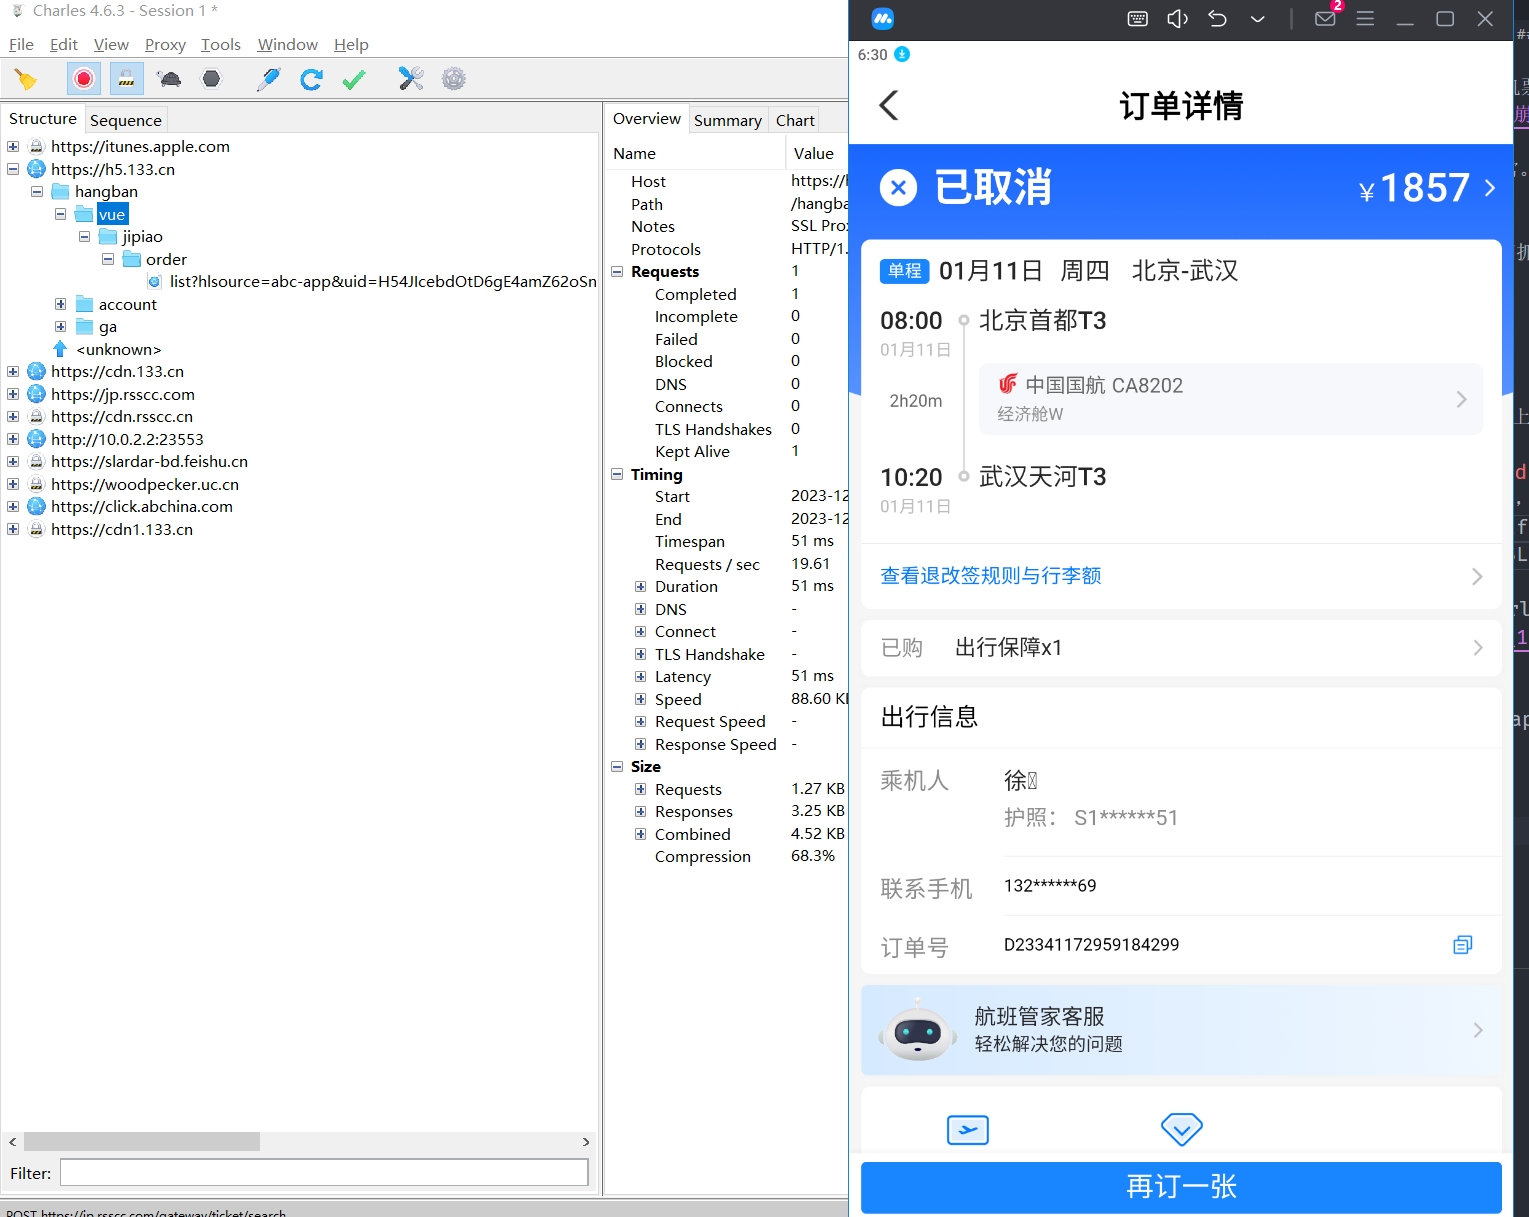 Charles 4.6.3 - Session 1 *
File Edit View Proxy Tools Window Help
Structure Sequence
https://itunes.apple.com
https://h5.133.cn
hangban
vue
jipiao
order
list?hlsource=abc-app&uid=H54JIcebdOtD6gE4amZ62oSn
account
ga
<unknown>
https://cdn.133.cn
https://jp.rsscc.com
https://cdn.rsscc.cn
http://10.0.2.2:23553
https://slardar-bd.feishu.cn
https://woodpecker.uc.cn
https://click.abchina.com
https://cdn1.133.cn
Filter:
POST https://jp.rsscc.com/gateway/ticket/search
Overview Summary Chart
Name Value
Host https://h
Path /hangba
Notes SSL Pro
Protocols HTTP/1.
Requests 1
Completed 1
Incomplete 0
Failed 0
Blocked 0
DNS 0
Connects 0
TLS Handshakes 0
Kept Alive 1
Timing
Start 2023-12
End 2023-12
Timespan 51 ms
Requests / sec 19.61
Duration 51 ms
DNS -
Connect -
TLS Handshake -
Latency 51 ms
Speed 88.60 KB
Request Speed -
Response Speed -
Size
Requests 1.27 KB
Responses 3.25 KB
Combined 4.52 KB
Compression 68.3%
2
6:30
订单详情
已取消 ¥1857
单程 01月11日 周四 北京-武汉
08:00 北京首都T3
01月11日
2h20m
中国国航 CA8202
经济舱W
10:20 武汉天河T3
01月11日
查看退改签规则与行李额
已购 出行保障x1
出行信息
乘机人 徐
护照： S1******51
联系手机 132******69
订单号 D23341172959184299
航班管家客服
轻松解决您的问题
再订一张